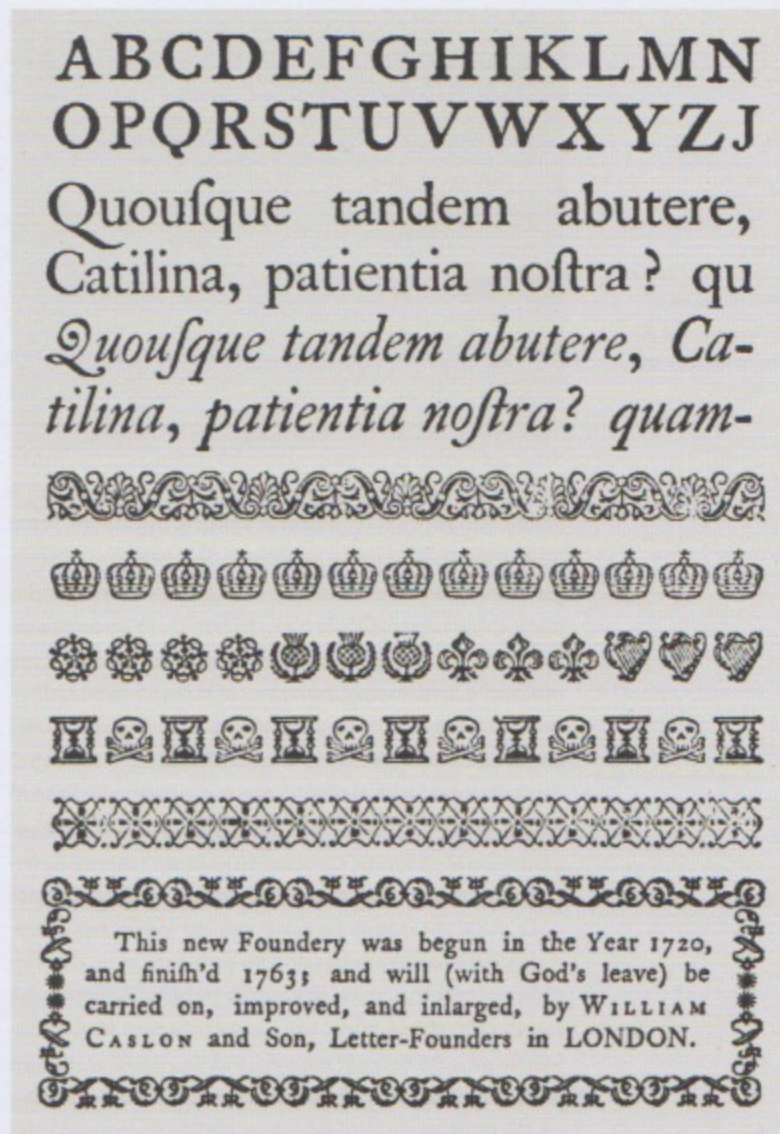 ABCDEFGHIKLMN
OPQRSTUVWXYZJ
Quouſque tandem abutere,
Catilina, patientia noſtra ? qu
Quouſque tandem abutere, Ca-
tilina, patientia noſtra? quam-
This new Foundery was begun in the Year 1720,
and finiſh'd 1763; and will (with God's leave) be
carried on, improved, and inlarged, by WILLIAM
CASLON and Son, Letter-Founders in LONDON.